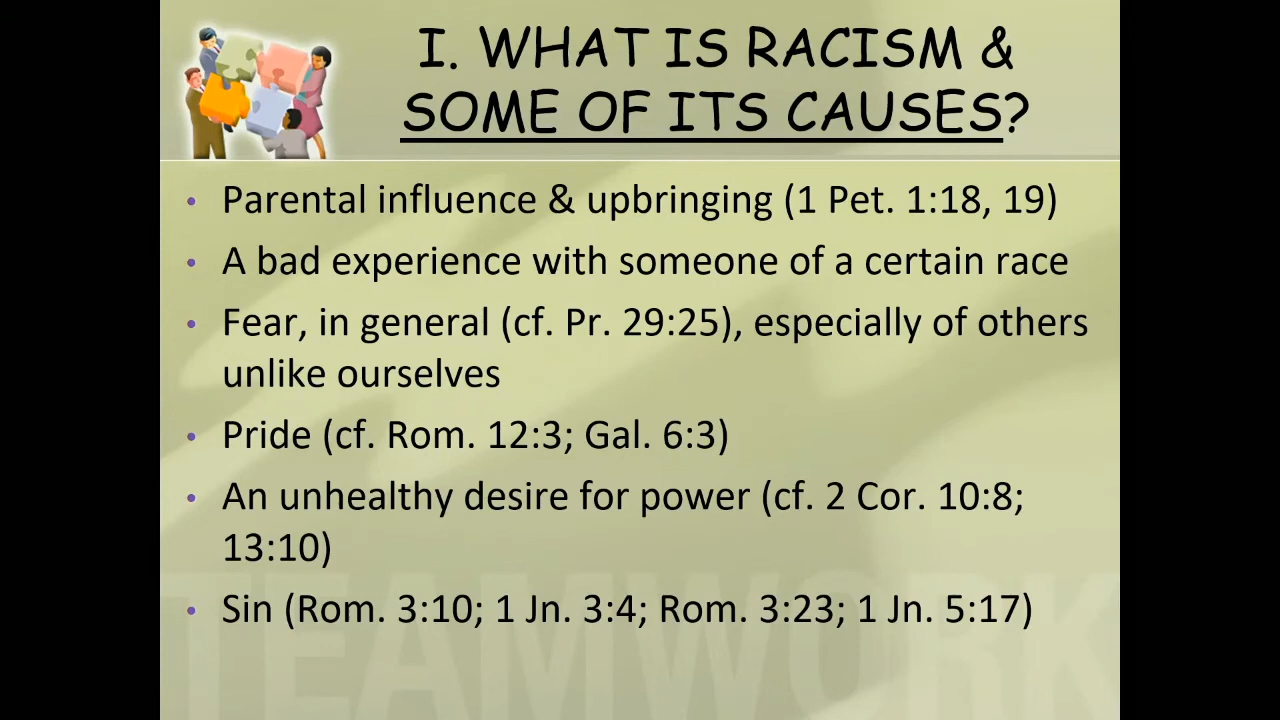 I. WHAT IS RACISM &
SOME OF ITS CAUSES?
• Parental influence & upbringing (1 Pet. 1:18, 19)
• A bad experience with someone of a certain race
• Fear, in general (cf. Pr. 29:25), especially of others
unlike ourselves
• Pride (cf. Rom. 12:3; Gal. 6:3)
• An unhealthy desire for power (cf. 2 Cor. 10:8;
13:10)
• Sin (Rom. 3:10; 1 Jn. 3:4; Rom. 3:23; 1 Jn. 5:17)
TEAMWORK